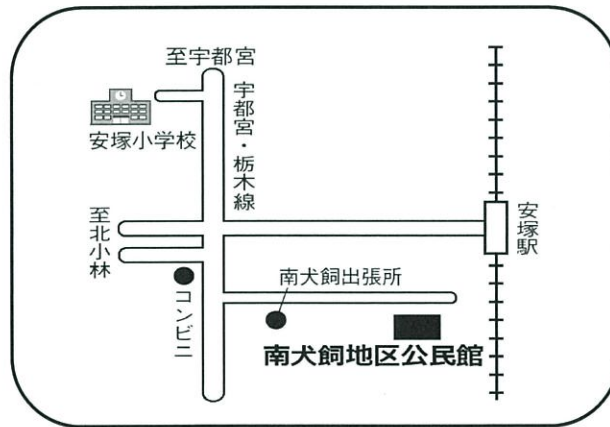 至宇都宮
宇都宮・栃木線
安塚小学校
至北小林
安塚駅
コンビニ
南犬飼出張所
南犬飼地区公民館